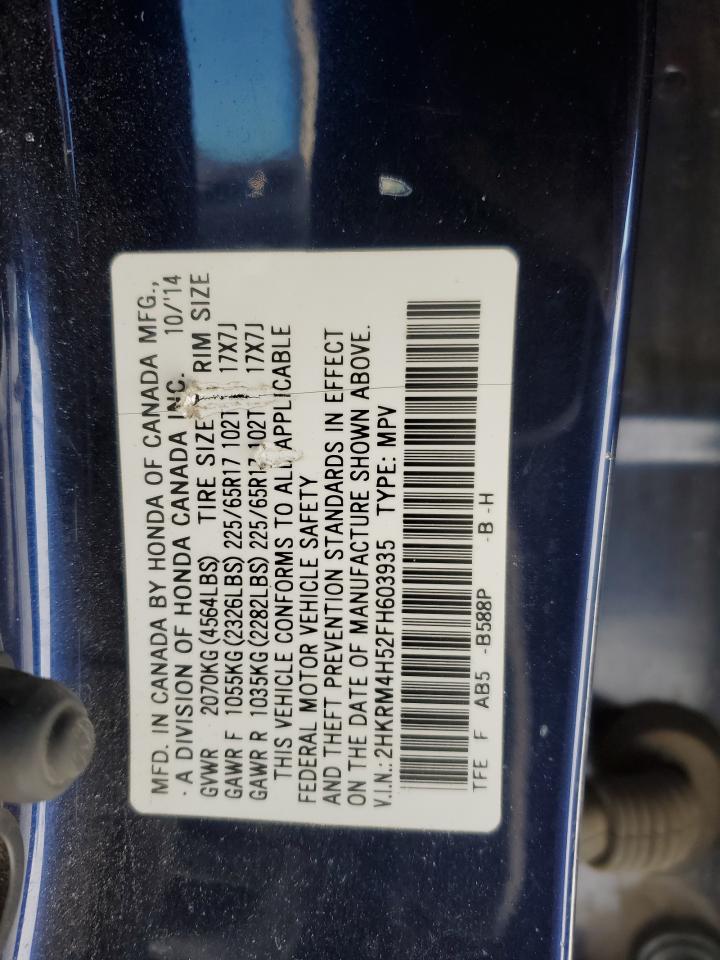 MFD. IN CANADA BY HONDA OF CANADA MFG.,
· A DIVISION OF HONDA CANADA INC. 10/'14
GVWR 2070KG (4564LBS) TIRE SIZE RIM SIZE
GAWR F 1055KG (2326LBS) 225/65R17 102T 17X7J
GAWR R 1035KG (2282LBS) 225/65R17 102T 17X7J
THIS VEHICLE CONFORMS TO ALL APPLICABLE
FEDERAL MOTOR VEHICLE SAFETY
AND THEFT PREVENTION STANDARDS IN EFFECT
ON THE DATE OF MANUFACTURE SHOWN ABOVE.
V.I.N.: 2HKRM4H52FH603935 TYPE: MPV
TFE F AB5 -B588P -B -H